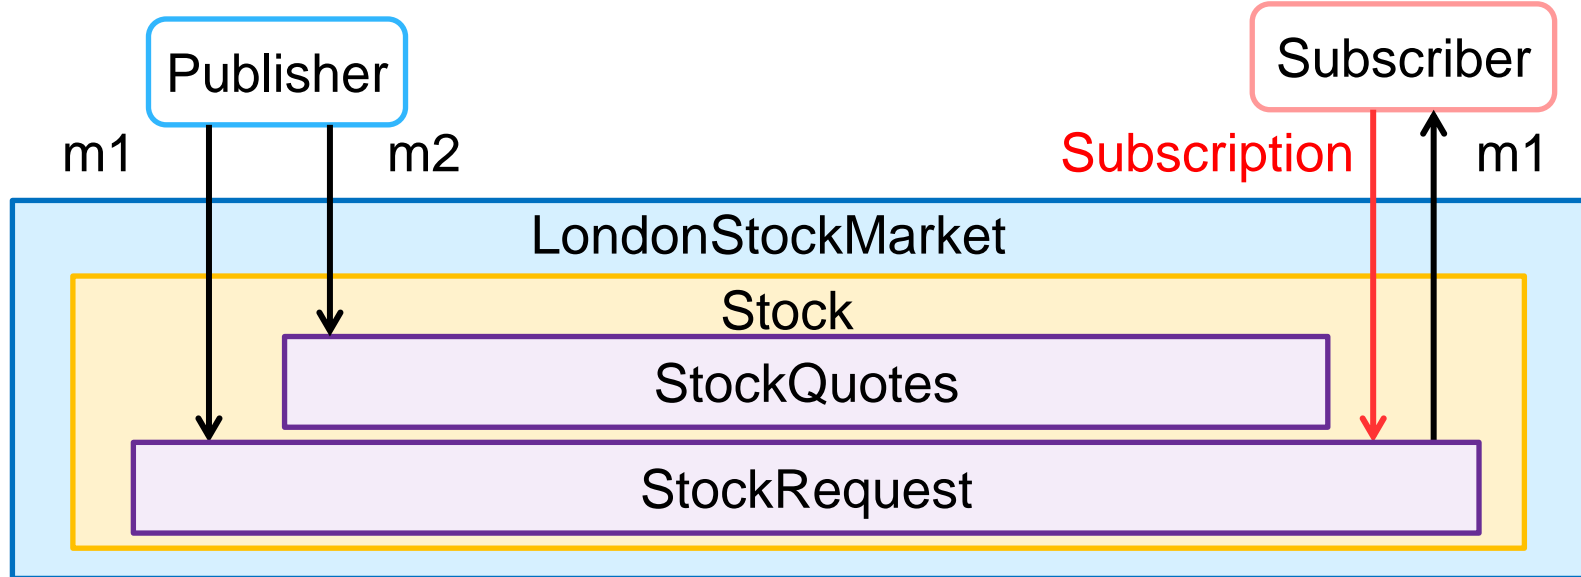 Publisher
Subscriber
m1
m2
Subscription
m1
LondonStockMarket
Stock
StockQuotes
StockRequest